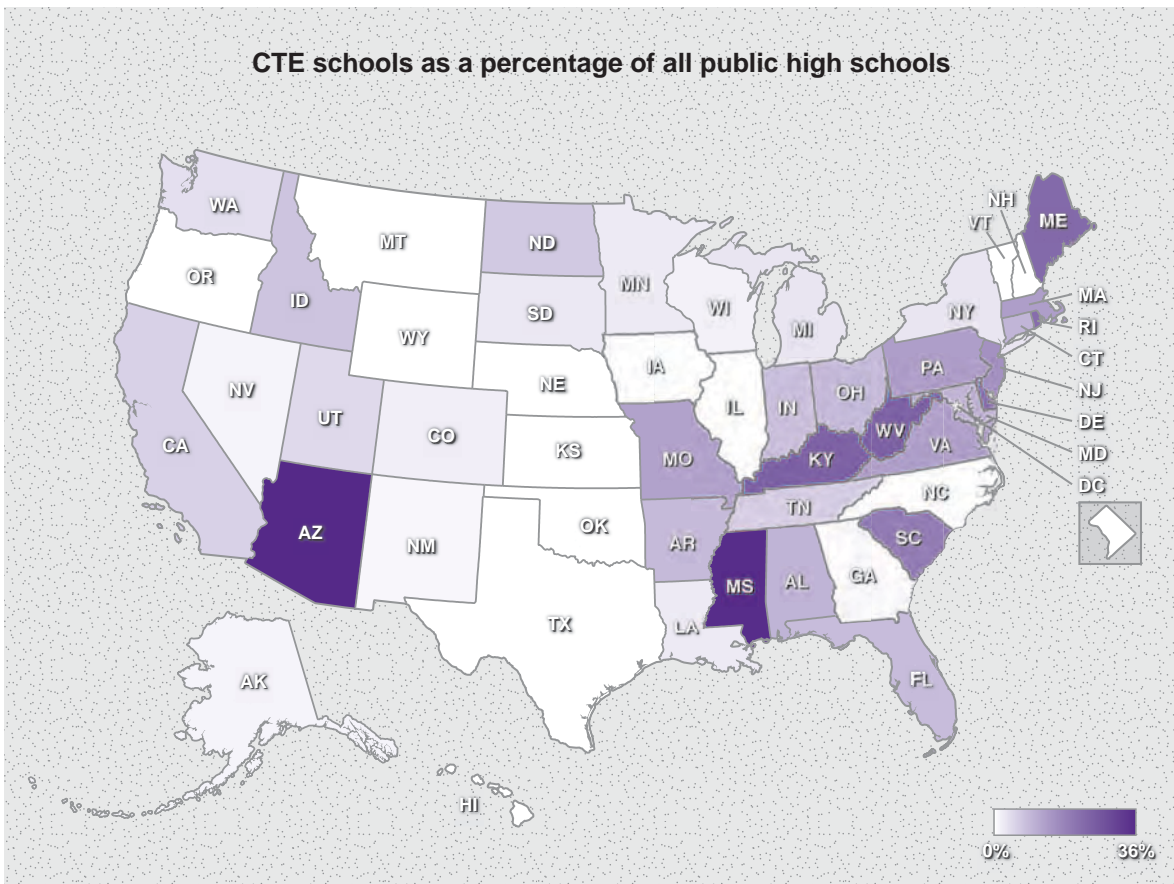 CTE schools as a percentage of all public high schools
WA
MT
ND
MN
VT
NH
ME
OR
ID
SD
WI
MI
NY
MA
RI
WY
CT
NV
NE
IA
PA
NJ
UT
CO
IL
IN
OH
DE
CA
KS
MO
KY
WV
VA
MD
DC
AZ
NM
OK
AR
TN
NC
SC
TX
LA
MS
AL
GA
FL
AK
HI
0%
36%